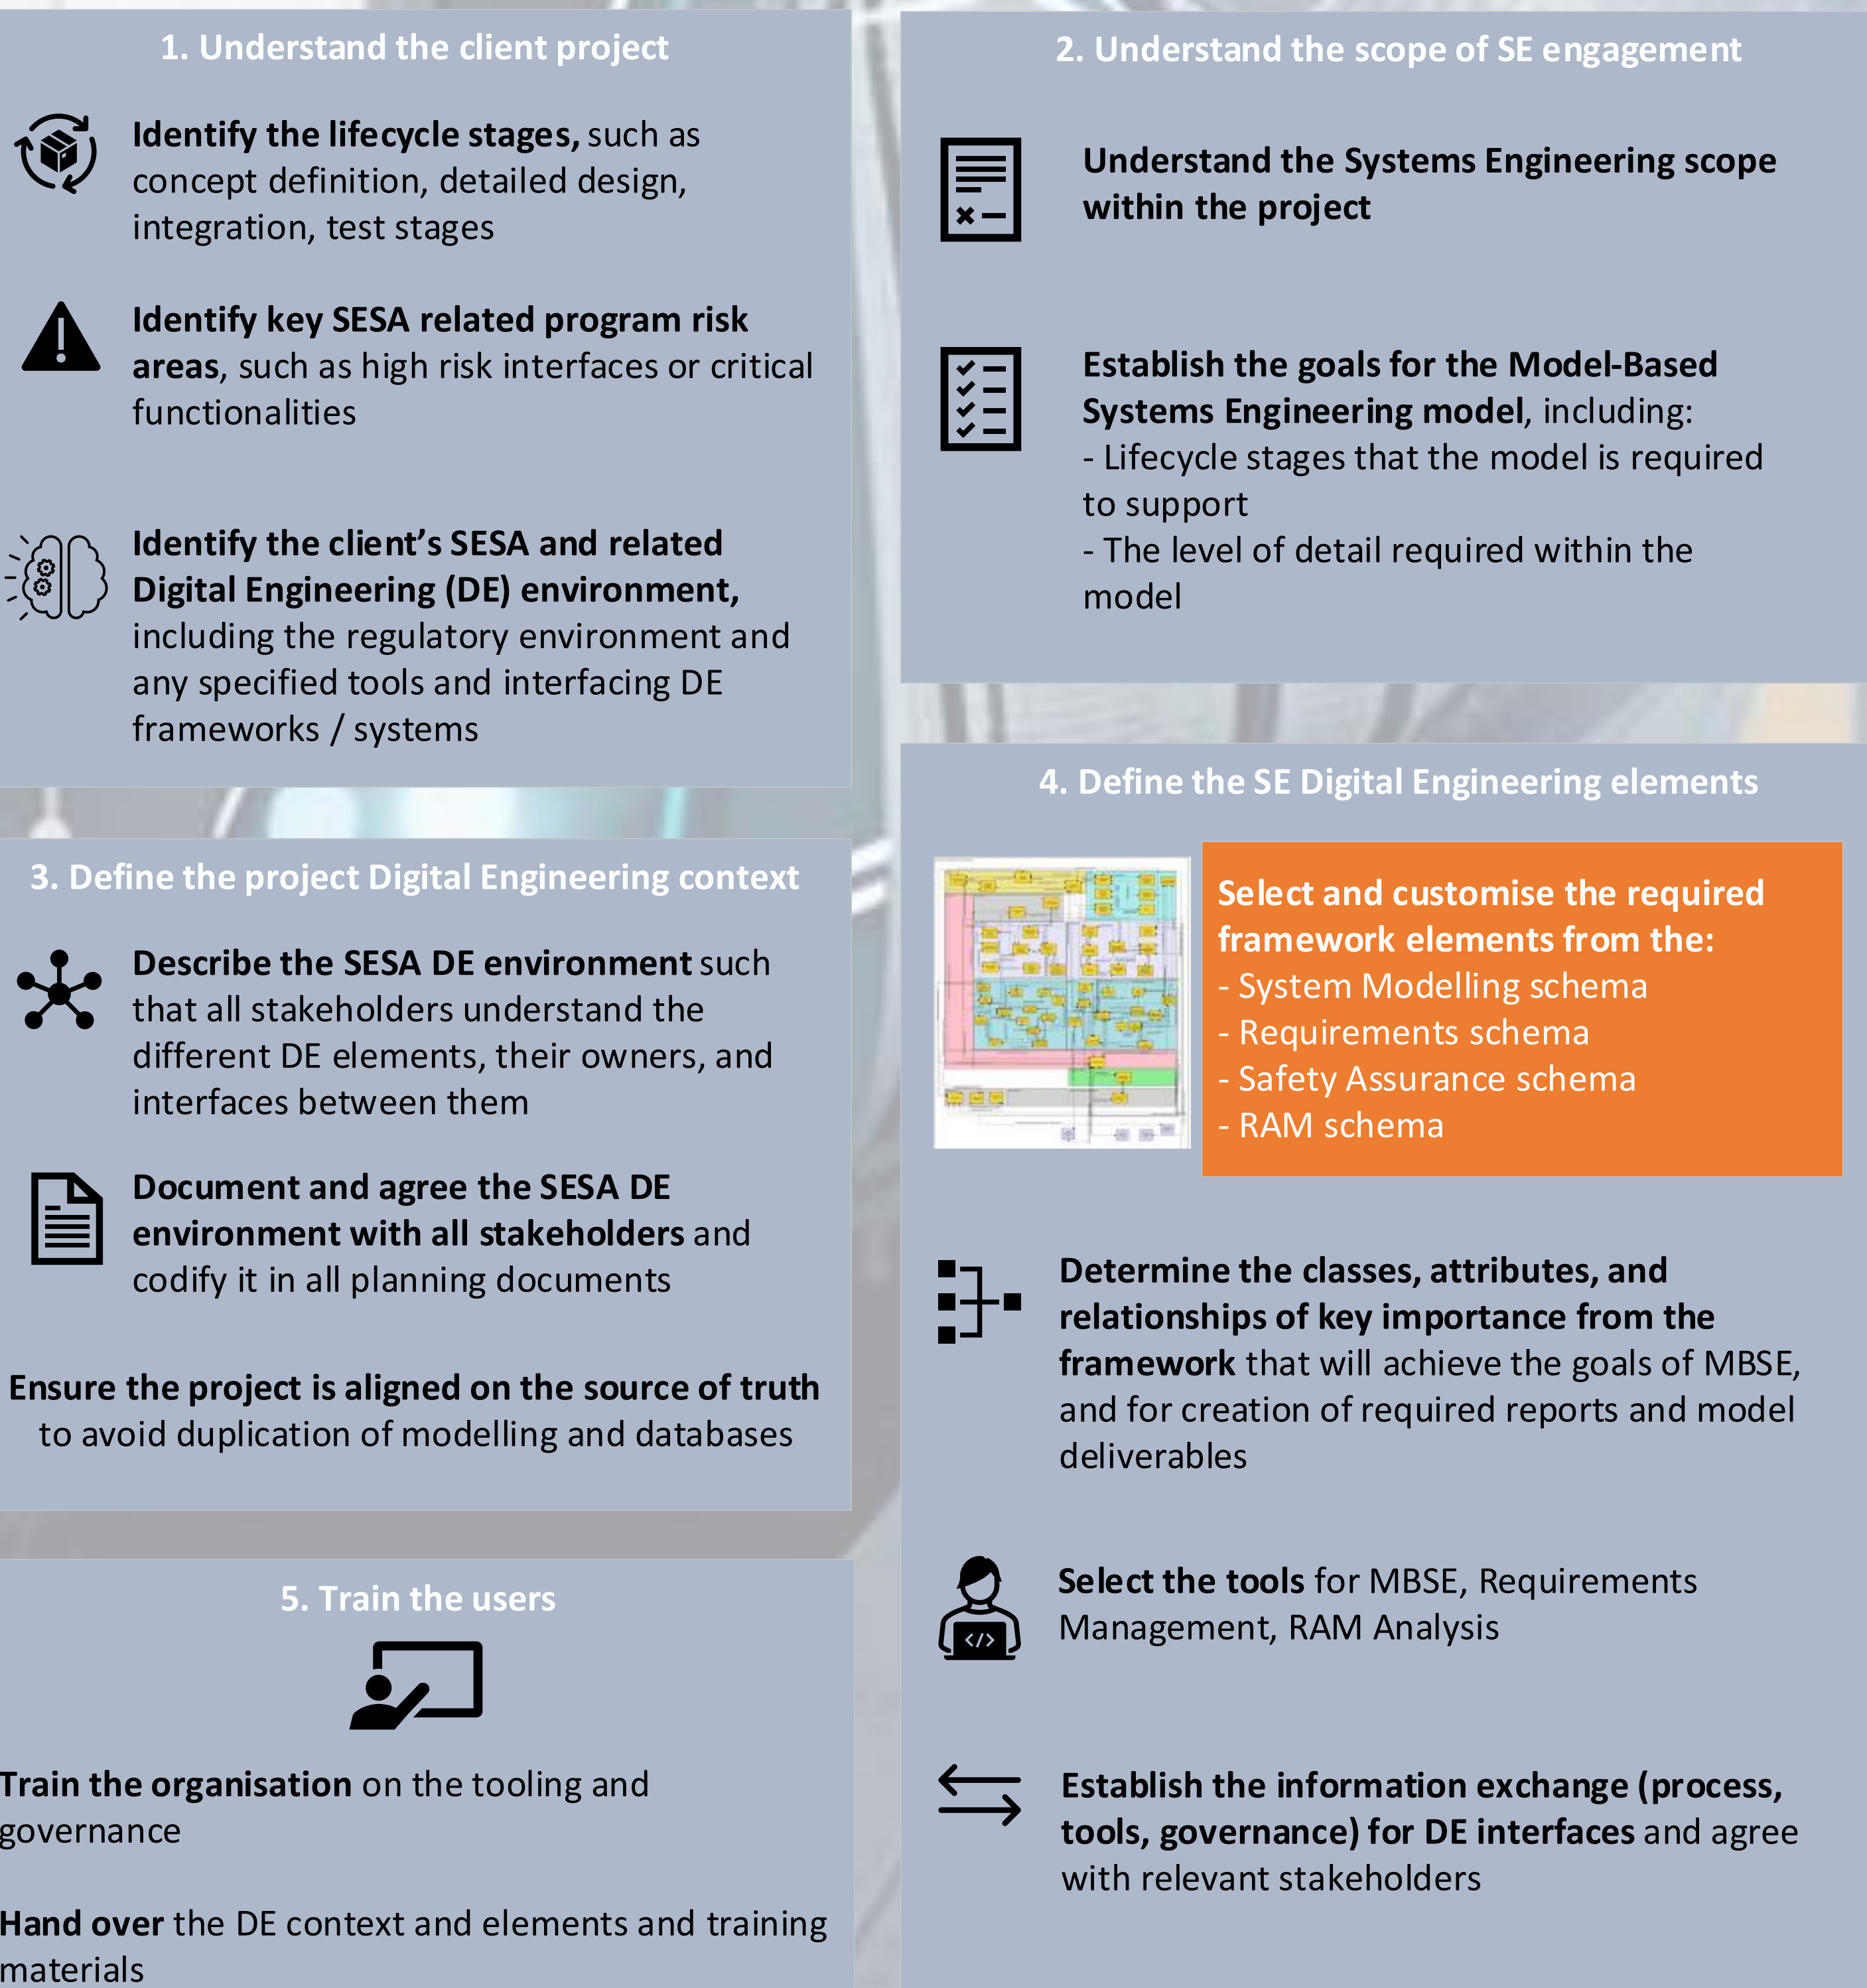 1. Understand the client project
Identify the lifecycle stages, such as
concept definition, detailed design,
integration, test stages
Identify key SESA related program risk
areas, such as high risk interfaces or critical
functionalities
Identify the client’s SESA and related
Digital Engineering (DE) environment,
including the regulatory environment and
any specified tools and interfacing DE
frameworks / systems
2. Understand the scope of SE engagement
Understand the Systems Engineering scope
within the project
Establish the goals for the Model-Based
Systems Engineering model, including:
- Lifecycle stages that the model is required
to support
- The level of detail required within the
model
3. Define the project Digital Engineering context
Describe the SESA DE environment such
that all stakeholders understand the
different DE elements, their owners, and
interfaces between them
Document and agree the SESA DE
environment with all stakeholders and
codify it in all planning documents
Ensure the project is aligned on the source of truth
to avoid duplication of modelling and databases
4. Define the SE Digital Engineering elements
Select and customise the required
framework elements from the:
- System Modelling schema
- Requirements schema
- Safety Assurance schema
- RAM schema
Determine the classes, attributes, and
relationships of key importance from the
framework that will achieve the goals of MBSE,
and for creation of required reports and model
deliverables
Select the tools for MBSE, Requirements
Management, RAM Analysis
</>
Establish the information exchange (process,
tools, governance) for DE interfaces and agree
with relevant stakeholders
5. Train the users
Train the organisation on the tooling and
governance
Hand over the DE context and elements and training
materials